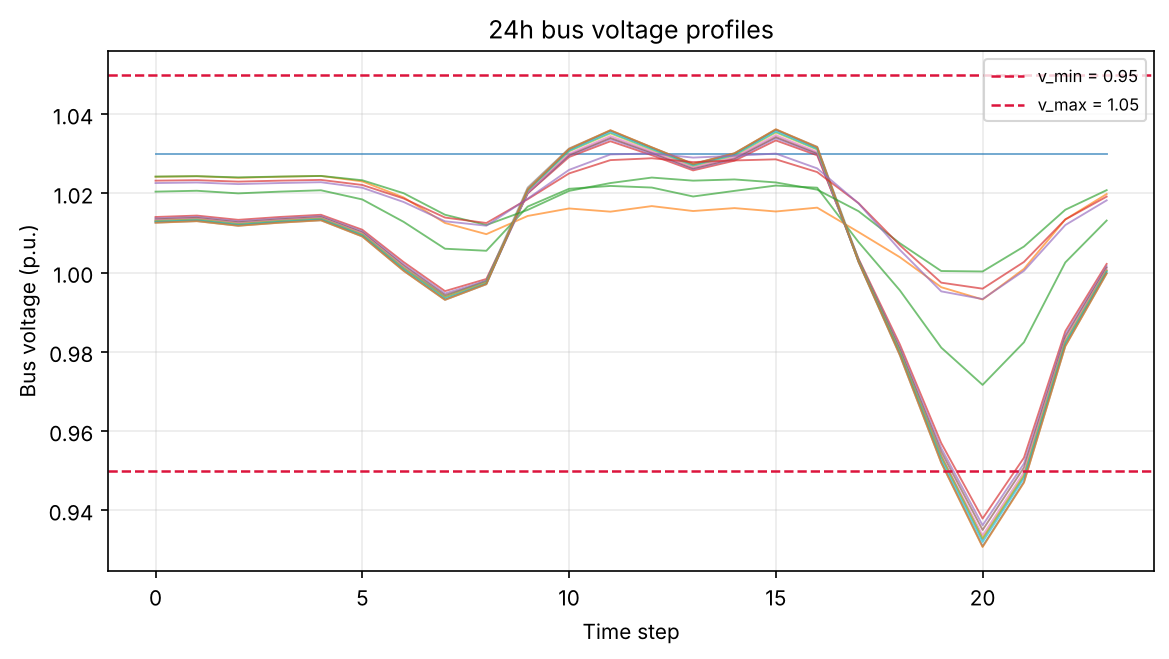 24h bus voltage profiles
v_min = 0.95
v_max = 1.05
Bus voltage (p.u.)
1.04
1.02
1.00
0.98
0.96
0.94
0 5 10 15 20
Time step